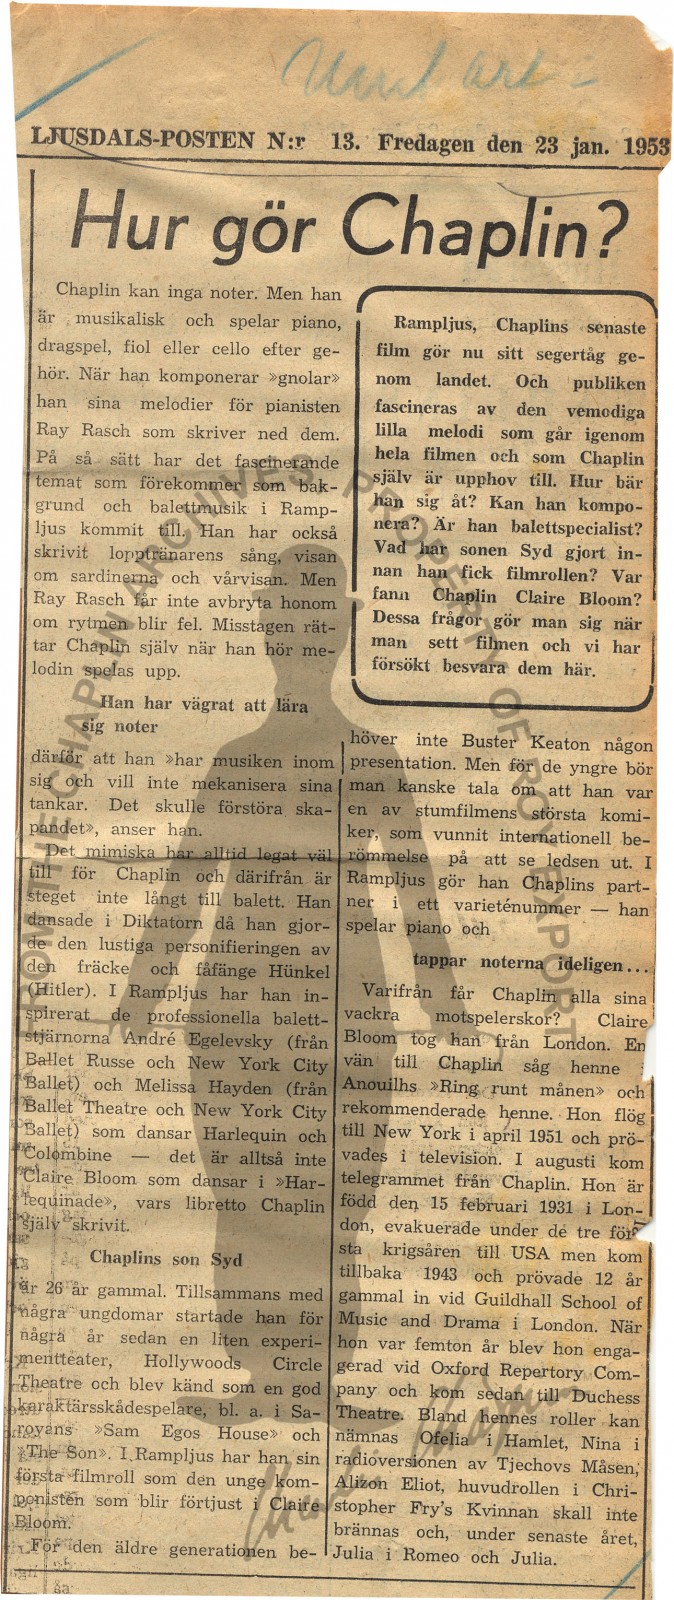 LJUSDALS-POSTEN N:r 13. Fredagen den 23 jan. 1953
Hur gör Chaplin?
Chaplin kan inga noter. Men han
är musikalisk och spelar piano,
dragspel, fiol eller cello efter ge-
hör. När han komponerar »gnolar»
han sina melodier för pianisten
Ray Rasch som skriver ned dem.
På så sätt har det fascinerande
temat som förekommer som bak-
grund och balettmusik i Ramp-
ljus kommit till. Han har också
skrivit lopptränarens sång, visan
om sardinerna och vårvisan. Men
Ray Rasch får inte avbryta honom
om rytmen blir fel. Misstagen rät-
tar Chaplin själv när han hör me-
lodin spelas upp.
Han har vägrat att lära
sig noter
därför att han »har musiken inom
sig och vill inte mekanisera sina
tankar. Det skulle förstöra ska-
pandet», anser han.
Det mimiska har alltid legat väl
till för Chaplin och därifrån är
steget inte långt till balett. Han
dansade i Diktatorn då han gjor-
de den lustiga personifieringen av
den fräcke och fåfänge Hünkel
(Hitler). I Rampljus har han in-
spirerat de professionella balett-
stjärnorna André Egelevsky (från
Ballet Russe och New York City
Ballet) och Melissa Hayden (från
Ballet Theatre och New York City
Ballet) som dansar Harlequin och
Colombine — det är alltså inte
Claire Bloom som dansar i »Har-
lequinade», vars libretto Chaplin
själv skrivit.
Chaplins son Syd
är 26 år gammal. Tillsammans med
några ungdomar startade han för
några år sedan en liten experi-
mentteater, Hollywoods Circle
Theatre och blev känd som en god
karaktärsskådespelare, bl. a. i Sa-
royans »Sam Egos House» och
»The Son». I Rampljus har han sin
första filmroll som den unge kom-
ponisten som blir förtjust i Claire
Bloom.
För den äldre generationen be-
Rampljus, Chaplins senaste
film gör nu sitt segertåg ge-
nom landet. Och publiken
fascineras av den vemodiga
lilla melodi som går igenom
hela filmen och som Chaplin
själv är upphov till. Hur bär
han sig åt? Kan han kompo-
nera? Är han balettspecialist?
Vad har sonen Syd gjort in-
nan han fick filmrollen? Var
fann Chaplin Claire Bloom?
Dessa frågor gör man sig när
man sett filmen och vi har
försökt besvara dem här.
höver inte Buster Keaton någon
presentation. Men för de yngre bör
man kanske tala om att han var
en av stumfilmens största komi-
ker, som vunnit internationell be-
römmelse på att se ledsen ut. I
Rampljus gör han Chaplins part-
ner i ett varieténummer — han
spelar piano och
tappar noterna ideligen...
Varifrån får Chaplin alla sina
vackra motspelerskor? Claire
Bloom tog han från London. En
vän till Chaplin såg henne i
Anouilhs »Ring runt månen» och
rekommenderade henne. Hon flög
till New York i april 1951 och prö-
vades i television. I augusti kom
telegrammet från Chaplin. Hon är
född den 15 februari 1931 i Lon-
don, evakuerade under de tre förs-
sta krigsåren till USA men kom
tillbaka 1943 och prövade 12 år
gammal in vid Guildhall School of
Music and Drama i London. När
hon var femton år blev hon enga-
gerad vid Oxford Repertory Com-
pany och kom sedan till Duchess
Theatre. Bland hennes roller kan
nämnas Ofelia i Hamlet, Nina i
radioversionen av Tjechovs Måsen,
Alizon Eliot, huvudrollen i Chri-
stopher Fry's Kvinnan skall inte
brännas och, under senaste året,
Julia i Romeo och Julia.
FROM THE CHAPLIN ARCHIVES PROPERTY OF ROY EXPORT
Charlie Chaplin